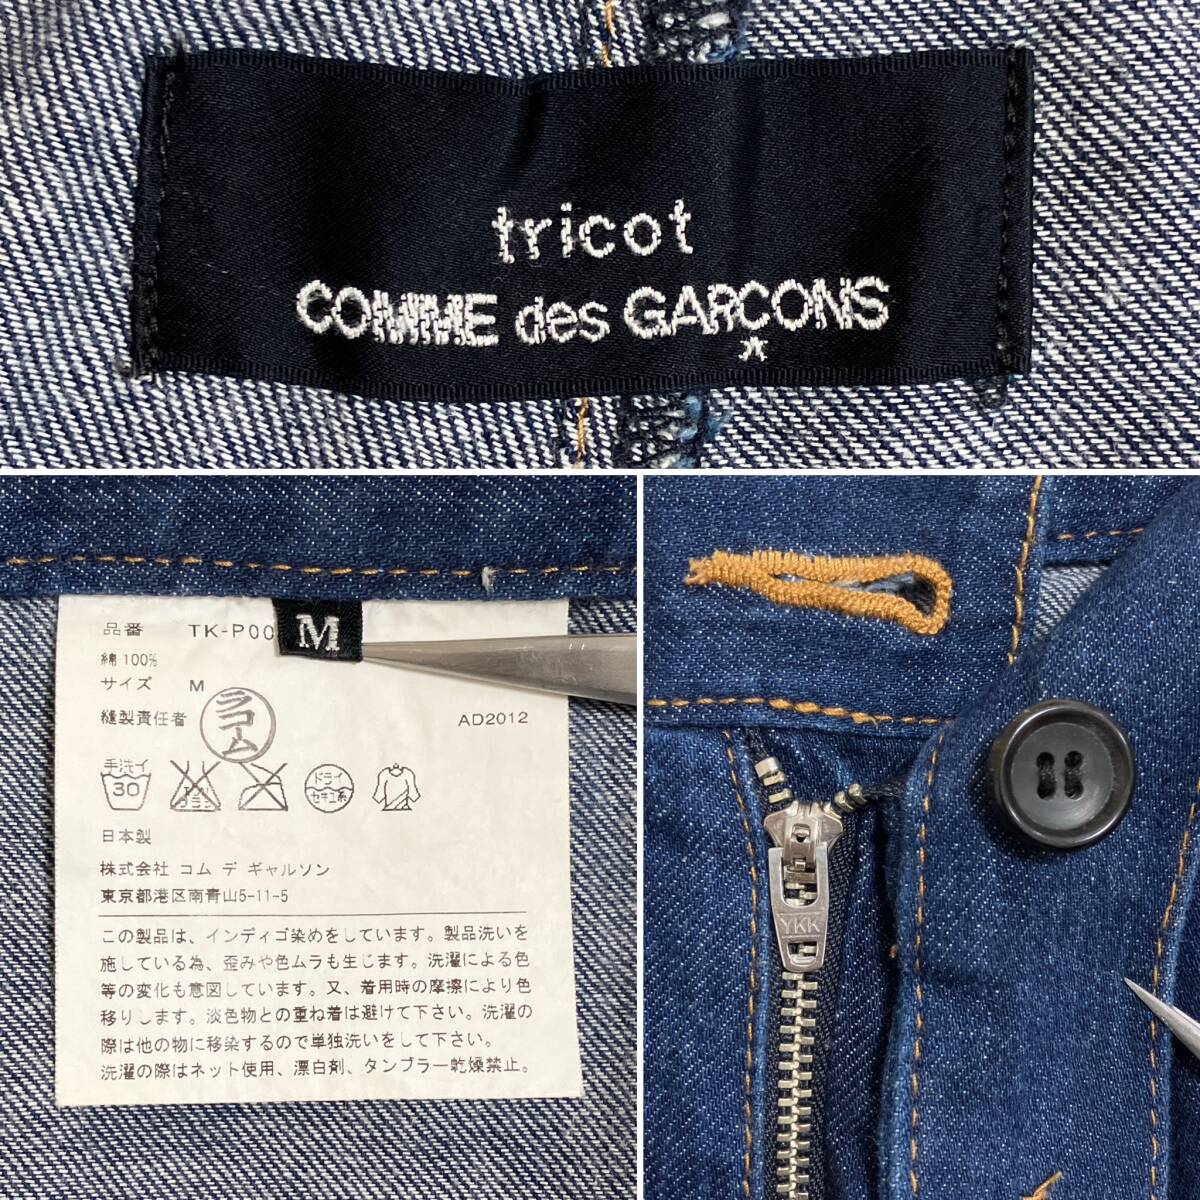 tricot
COMME des GARÇONS
M
品番 TK-P00
綿100%
サイズ M
縫製責任者 ラコム AD2012
手洗イ
30
エンソ
サラシ
ドライ
セキユ系
日本製
株式会社 コム デ ギャルソン
東京都港区南青山5-11-5
この製品は、インディゴ染めをしています。製品洗いを
施している為、歪みや色ムラも生じます。洗濯による色
等の変化も意図しています。又、着用時の摩擦により色
移りします。淡色物との重ね着は避けて下さい。洗濯の
際は他の物に移染するので単独洗いをして下さい。
洗濯の際はネット使用、漂白剤、タンブラー乾燥禁止。
YKK